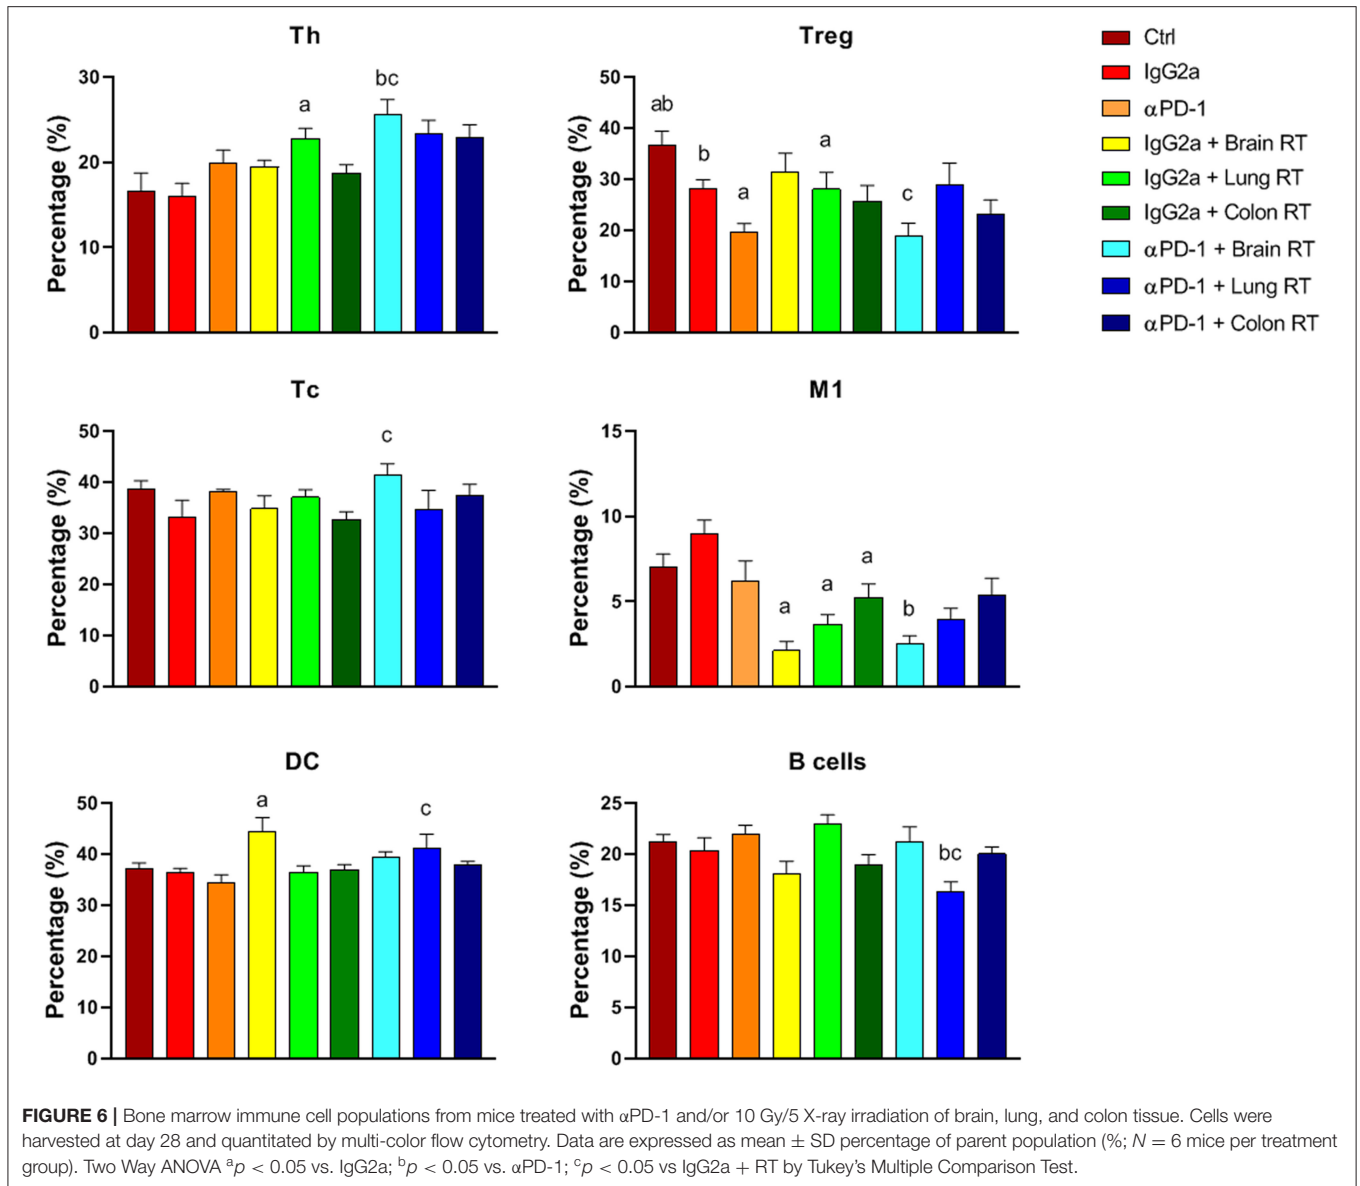 Th
Percentage (%)
30
20
10
0
a
bc
Treg
Percentage (%)
50
40
30
20
10
0
ab
b
a
a
c
Ctrl
IgG2a
αPD-1
IgG2a + Brain RT
IgG2a + Lung RT
IgG2a + Colon RT
αPD-1 + Brain RT
αPD-1 + Lung RT
αPD-1 + Colon RT
Tc
Percentage (%)
50
40
30
20
10
0
c
M1
Percentage (%)
15
10
5
0
a
a
a
b
DC
Percentage (%)
50
40
30
20
10
0
a
c
B cells
Percentage (%)
25
20
15
10
5
0
bc
FIGURE 6 | Bone marrow immune cell populations from mice treated with αPD-1 and/or 10 Gy/5 X-ray irradiation of brain, lung, and colon tissue. Cells were
harvested at day 28 and quantitated by multi-color flow cytometry. Data are expressed as mean ± SD percentage of parent population (%; N = 6 mice per treatment
group). Two Way ANOVA ᵃp < 0.05 vs. IgG2a; ᵇp < 0.05 vs. αPD-1; ᶜp < 0.05 vs IgG2a + RT by Tukey's Multiple Comparison Test.